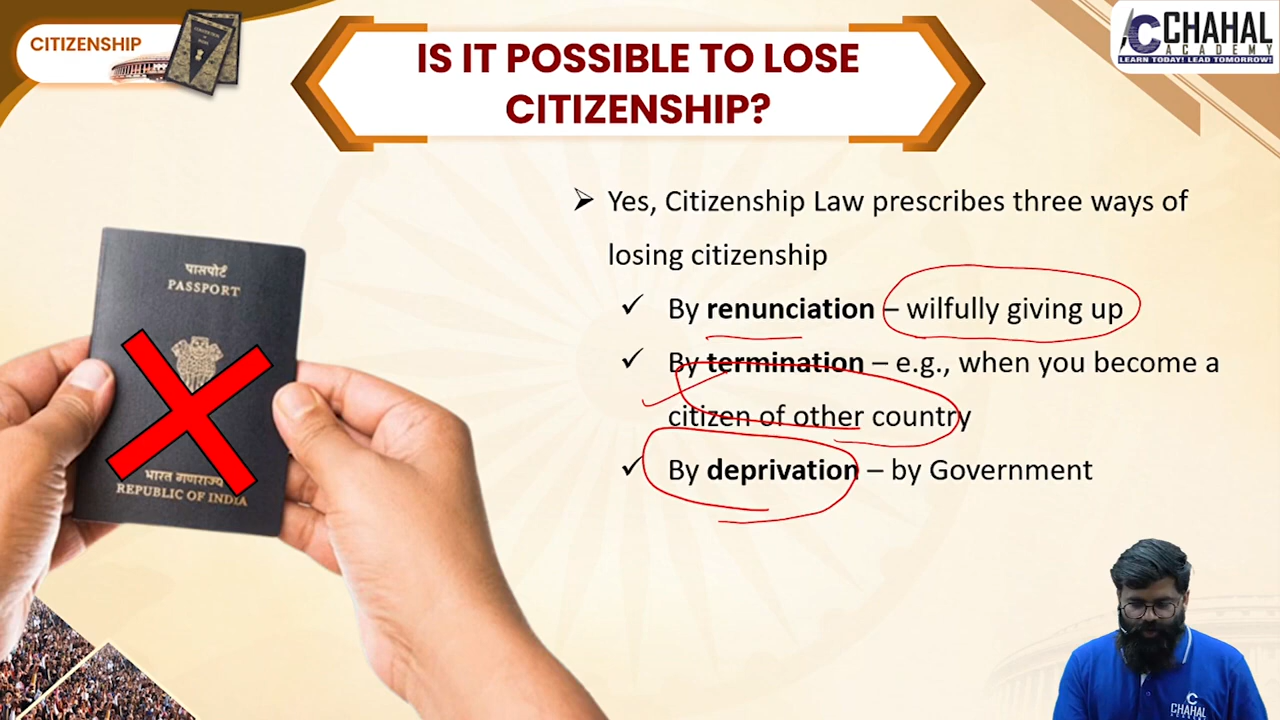 CITIZENSHIP
IS IT POSSIBLE TO LOSE
CITIZENSHIP?
CHAHAL
ACADEMY
LEARN TODAY! LEAD TOMORROW!
➢ Yes, Citizenship Law prescribes three ways of
losing citizenship
✓ By renunciation – wilfully giving up
✓ By termination – e.g., when you become a
citizen of other country
✓ By deprivation – by Government
पासपोर्ट
PASSPORT
भारत गणराज्य
REPUBLIC OF INDIA
CHAHAL